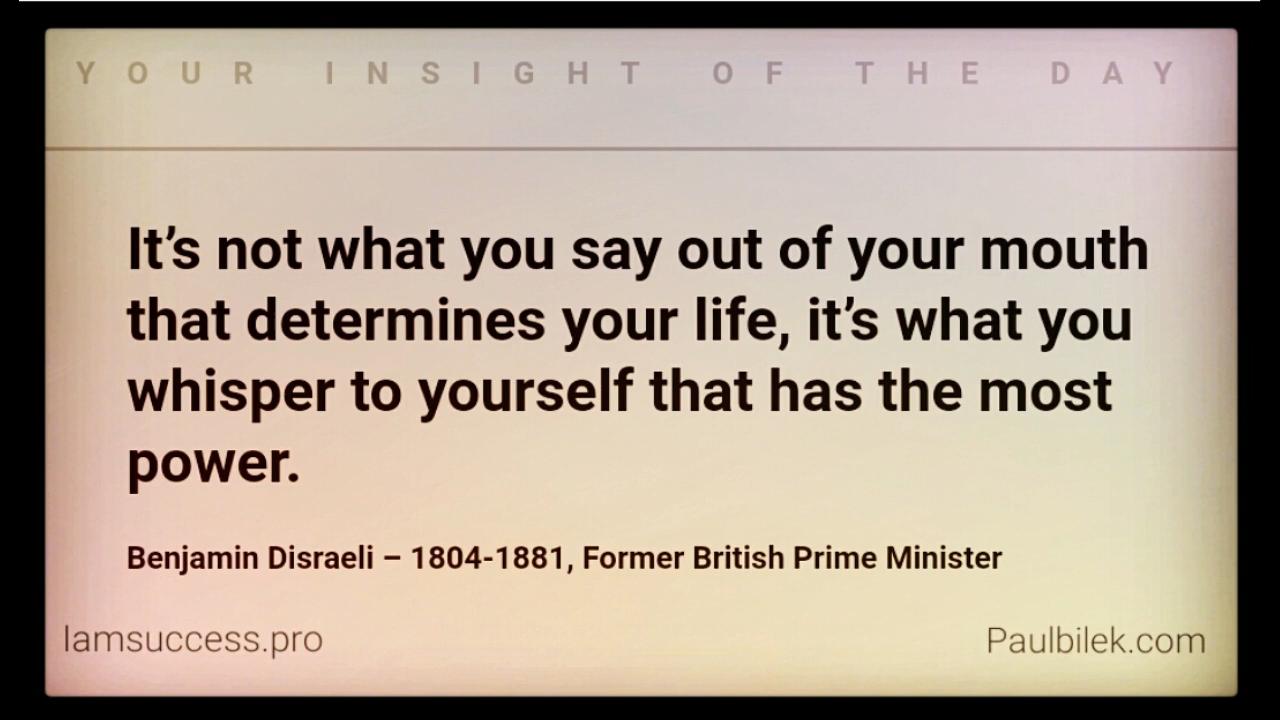 YOUR INSIGHT OF THE DAY
It’s not what you say out of your mouth
that determines your life, it’s what you
whisper to yourself that has the most
power.
Benjamin Disraeli – 1804-1881, Former British Prime Minister
Iamsuccess.pro
Paulbilek.com